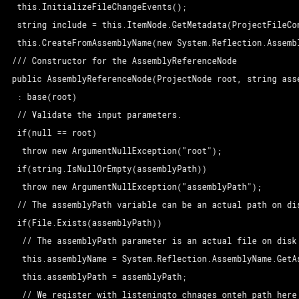 this.InitializeFileChangeEvents();
string include = this.ItemNode.GetMetadata(ProjectFileCon
this.CreateFromAssemblyName(new System.Reflection.Assembl
/// Constructor for the AssemblyReferenceNode
public AssemblyReferenceNode(ProjectNode root, string asse
: base(root)
// Validate the input parameters.
if(null == root)
throw new ArgumentNullException("root");
if(string.IsNullOrEmpty(assemblyPath))
throw new ArgumentNullException("assemblyPath");
// The assemblyPath variable can be an actual path on dis
if(File.Exists(assemblyPath))
// The assemblyPath parameter is an actual file on disk
this.assemblyName = System.Reflection.AssemblyName.GetAs
this.assemblyPath = assemblyPath;
// We register with listeningto chnages onteh path here